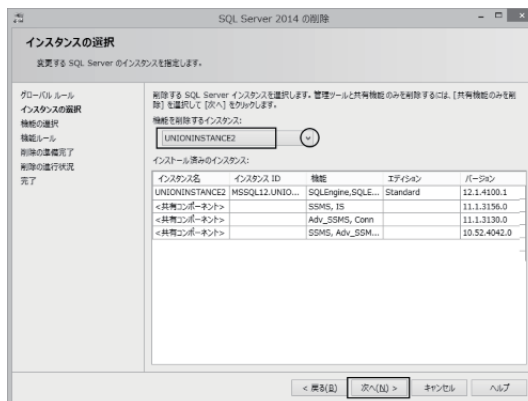 SQL Server 2014 の削除
インスタンスの選択
変更する SQL Server のインスタンスを指定します。
グローバル ルール
インスタンスの選択
機能の選択
機能ルール
削除の準備完了
削除の進行状況
完了
削除する SQL Server インスタンスを選択します。管理ツールと共有機能のみを削除するには、[共有機能のみを削除] を選択して [次へ] をクリックします。
機能を削除するインスタンス:
UNIONINSTANCE2
インストール済みのインスタンス:
インスタンス名 インスタンス ID 機能 エディション バージョン
UNIONINSTANCE2 MSSQL12.UNIO... SQLEngine,SQLE... Standard 12.1.4100.1
<共有コンポーネント> SSMS, IS 11.1.3156.0
<共有コンポーネント> Adv_SSMS, Conn 11.1.3130.0
<共有コンポーネント> SSMS, Adv_SSM... 10.52.4042.0
< 戻る(B) 次へ(N) > キャンセル ヘルプ